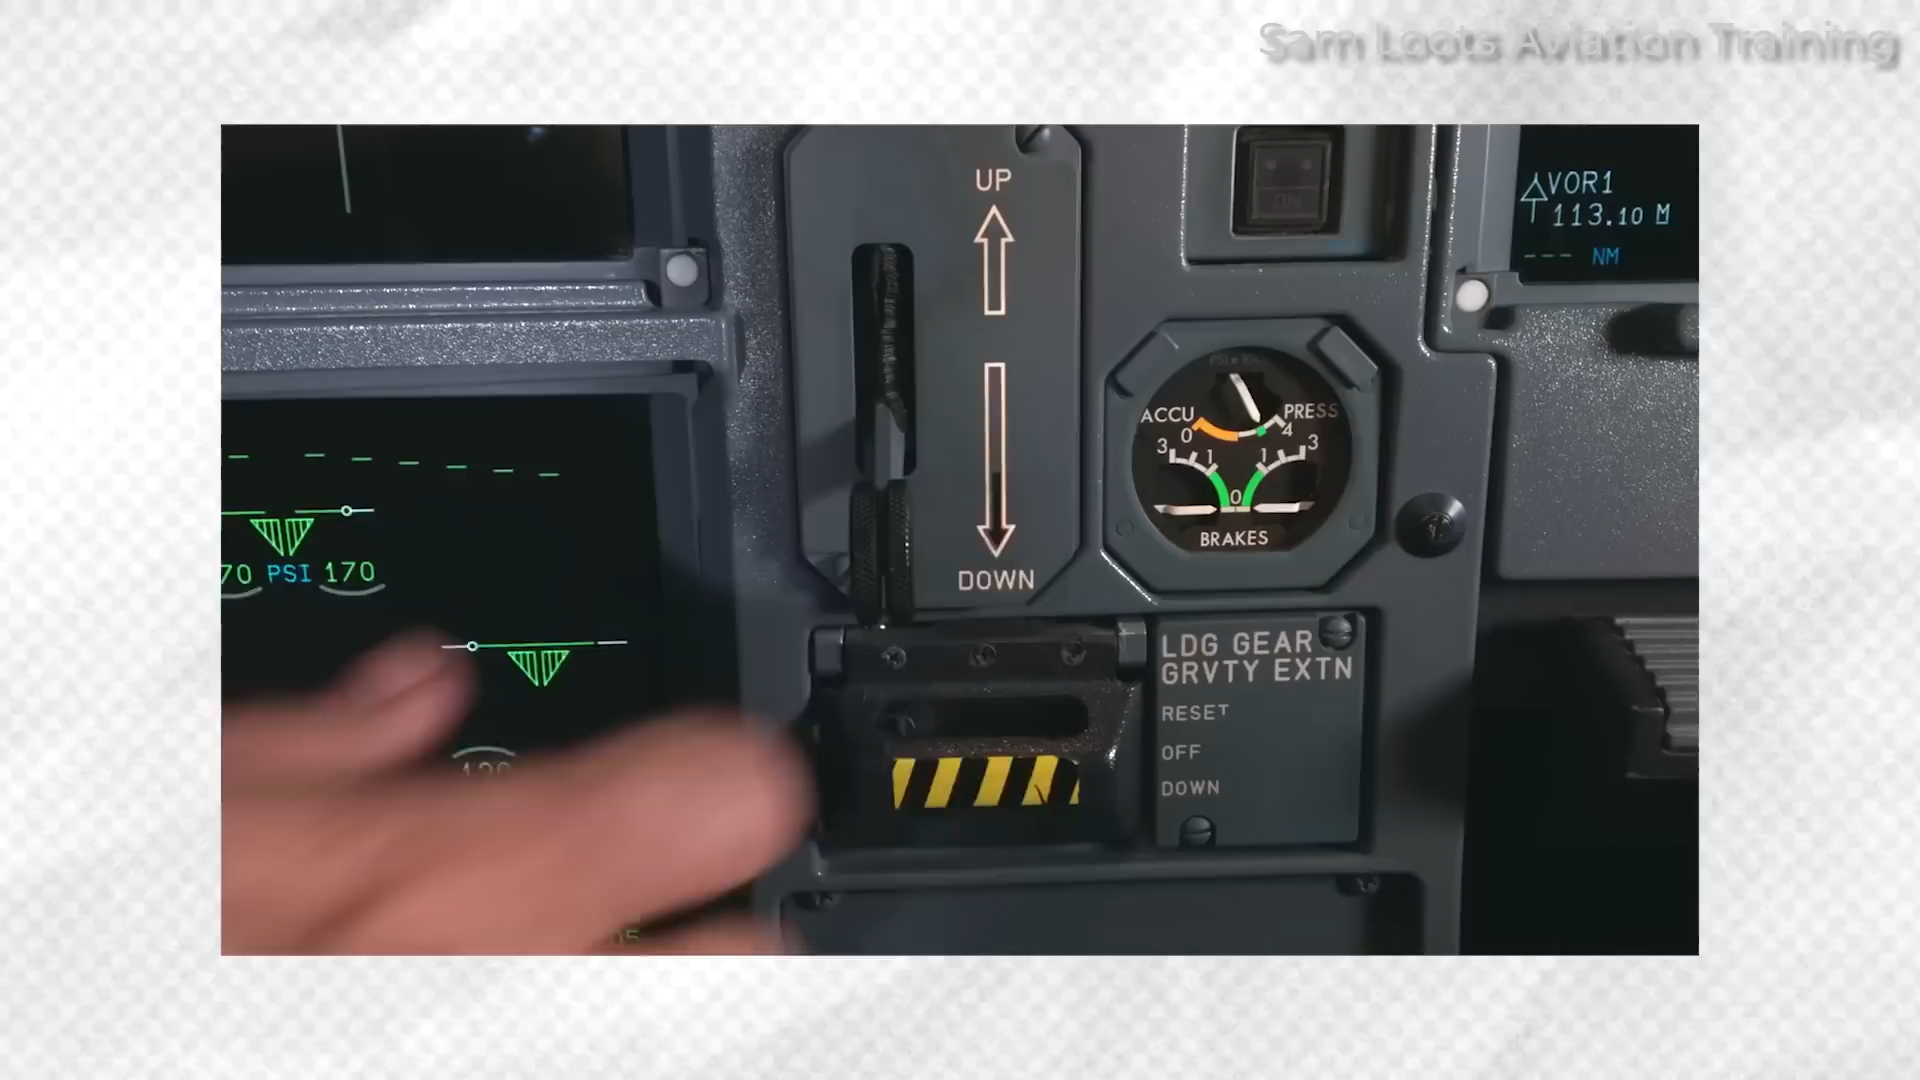 Sam Loots Aviation Training
UP
DOWN
VOR1
113.10 M
--- NM
ACCU PRESS
0 4
3 1 1 3
0
BRAKES
70 PSI 170
LDG GEAR
GRVTY EXTN
RESET
OFF
DOWN
ON